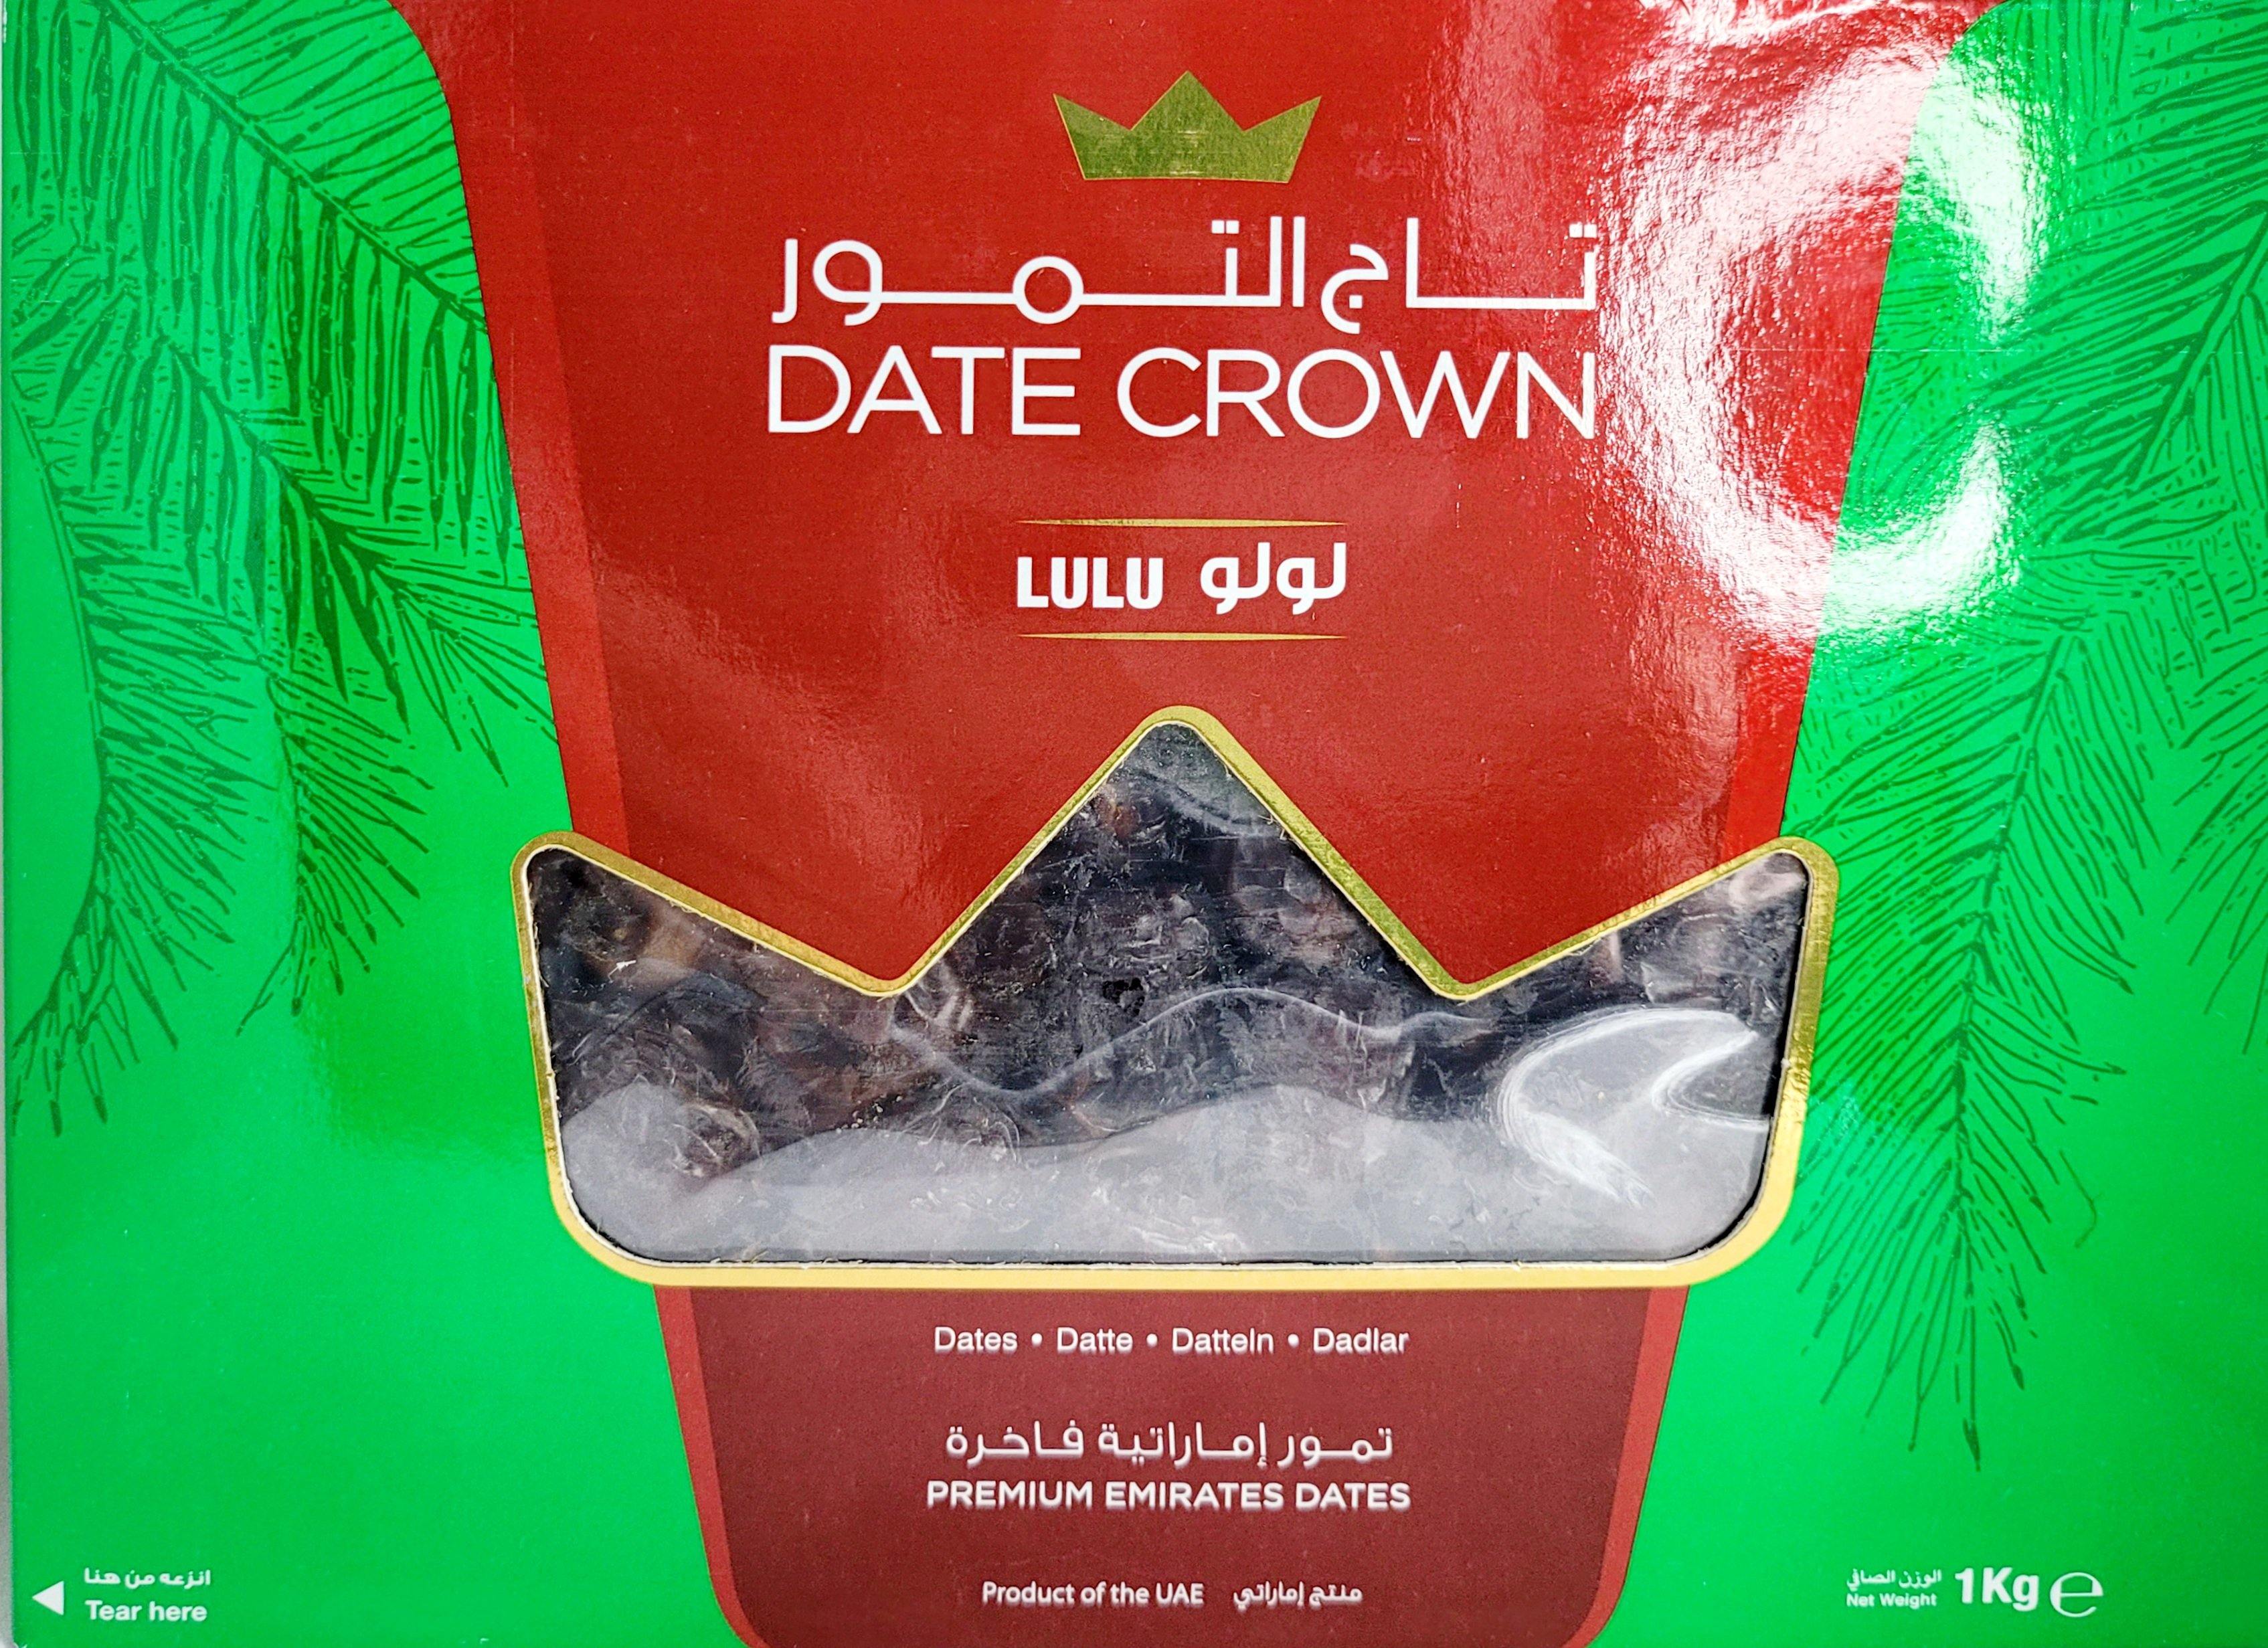 تاج التمور
DATE CROWN
LULU لولو
Dates • Datte • Datteln • Dadlar
تمور إماراتية فاخرة
PREMIUM EMIRATES DATES
Product of the UAE منتج إماراتي
انزعه من هنا
Tear here
الوزن الصافي
Net Weight
1Kg ℮